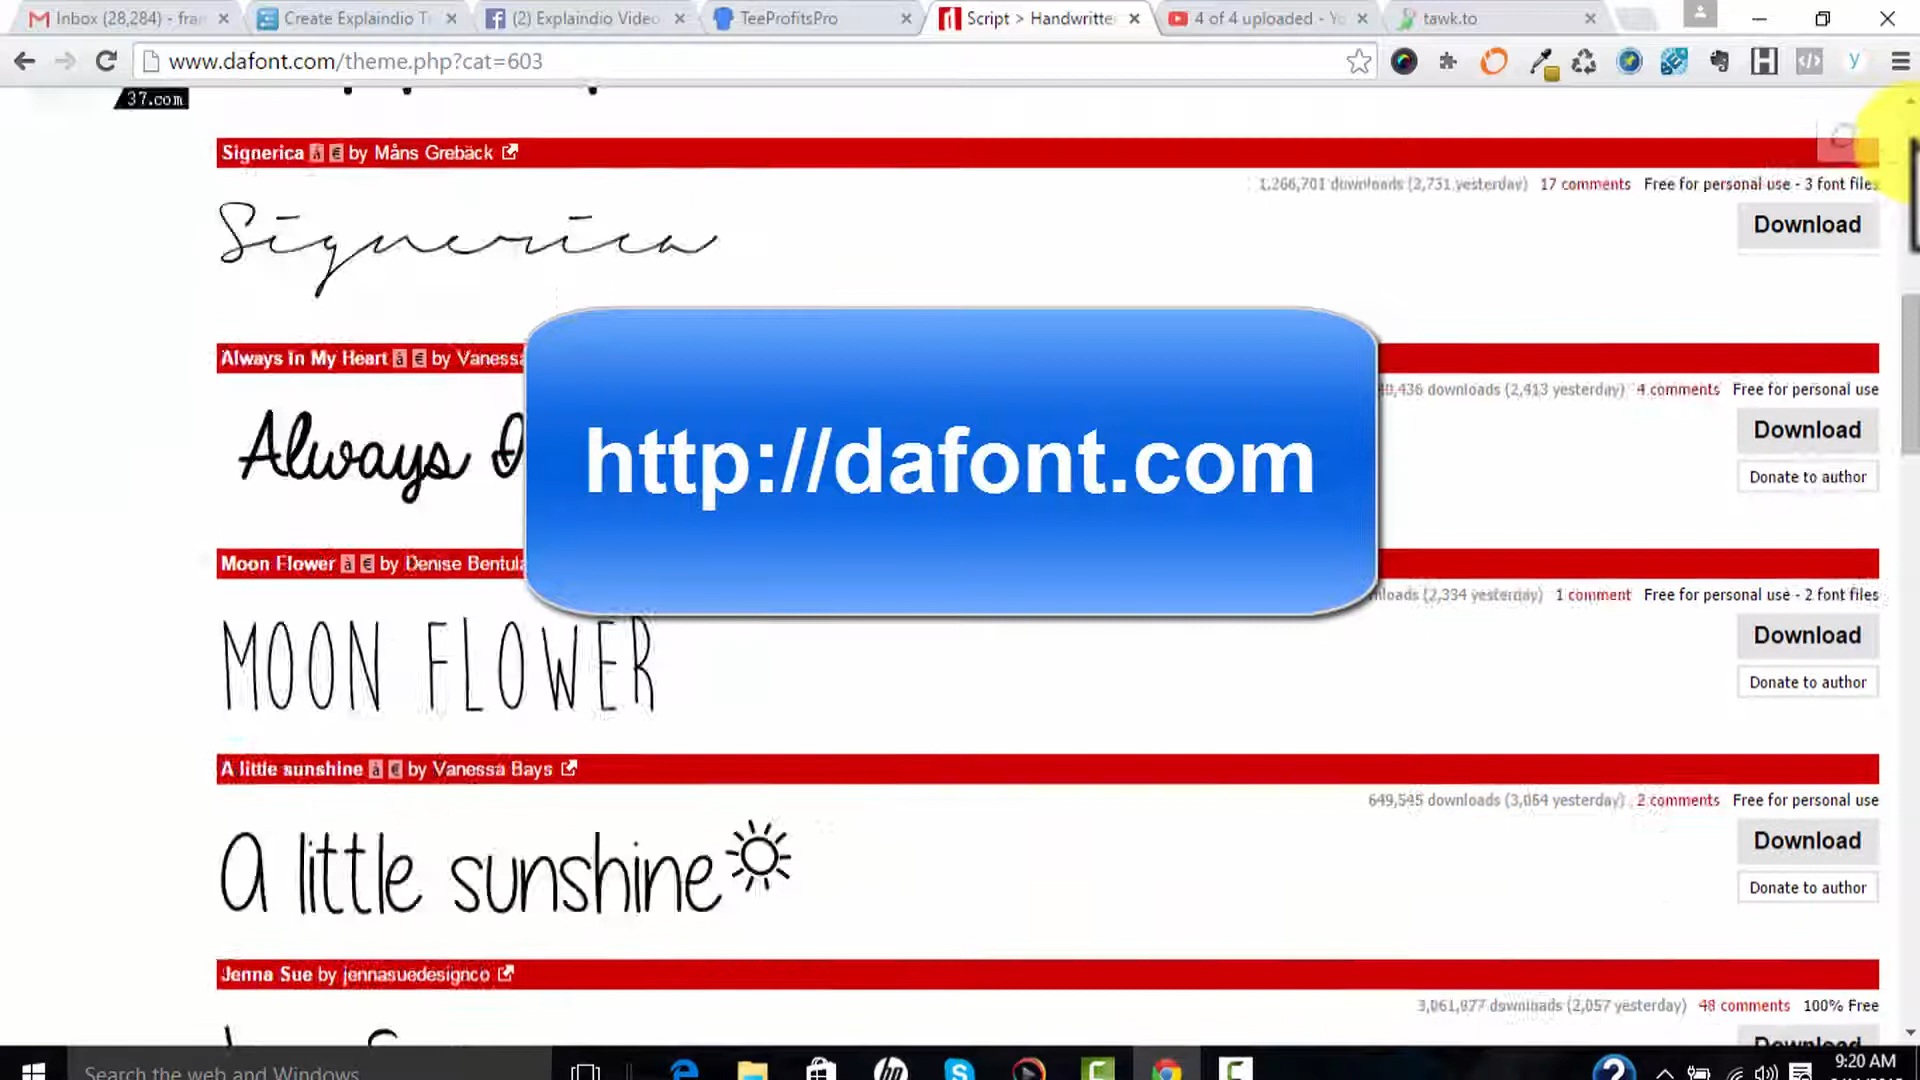 Inbox (28,284) - fran
Create Explaindio T
(2) Explaindio Video
TeeProfitsPro
Script > Handwritte
4 of 4 uploaded - Yo
tawk.to
www.dafont.com/theme.php?cat=603
37.com
Signerica à € by Måns Grebäck
1,266,701 downloads (2,731 yesterday) 17 comments Free for personal use - 3 font files
Signerica
Download
Always In My Heart à € by Vanessa
436 downloads (2,413 yesterday) 4 comments Free for personal use
Always
Download
Donate to author
http://dafont.com
Moon Flower à € by Denise Bentula
nloads (2,334 yesterday) 1 comment Free for personal use - 2 font files
MOON FLOWER
Download
Donate to author
A little sunshine à € by Vanessa Bays
649,545 downloads (3,064 yesterday) 2 comments Free for personal use
A little sunshine
Download
Donate to author
Jenna Sue by jennasuedesignco
3,061,977 downloads (2,057 yesterday) 48 comments 100% Free
Download
Search the web and Windows
9:20 AM